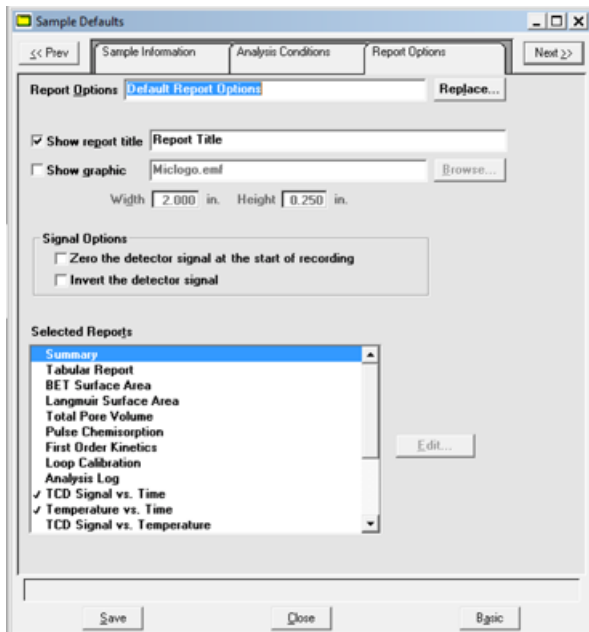 Sample Defaults
<< Prev
Sample Information
Analysis Conditions
Report Options
Next >>
Report Options Default Report Options Replace...
Show report title Report Title
Show graphic Miclogo.emf Browse...
Width 2.000 in. Height 0.250 in.
Signal Options
Zero the detector signal at the start of recording
Invert the detector signal
Selected Reports
Summary
Tabular Report
BET Surface Area
Langmuir Surface Area
Total Pore Volume
Pulse Chemisorption
First Order Kinetics
Edit...
Loop Calibration
Analysis Log
✓ TCD Signal vs. Time
✓ Temperature vs. Time
TCD Signal vs. Temperature
Save Close Basic